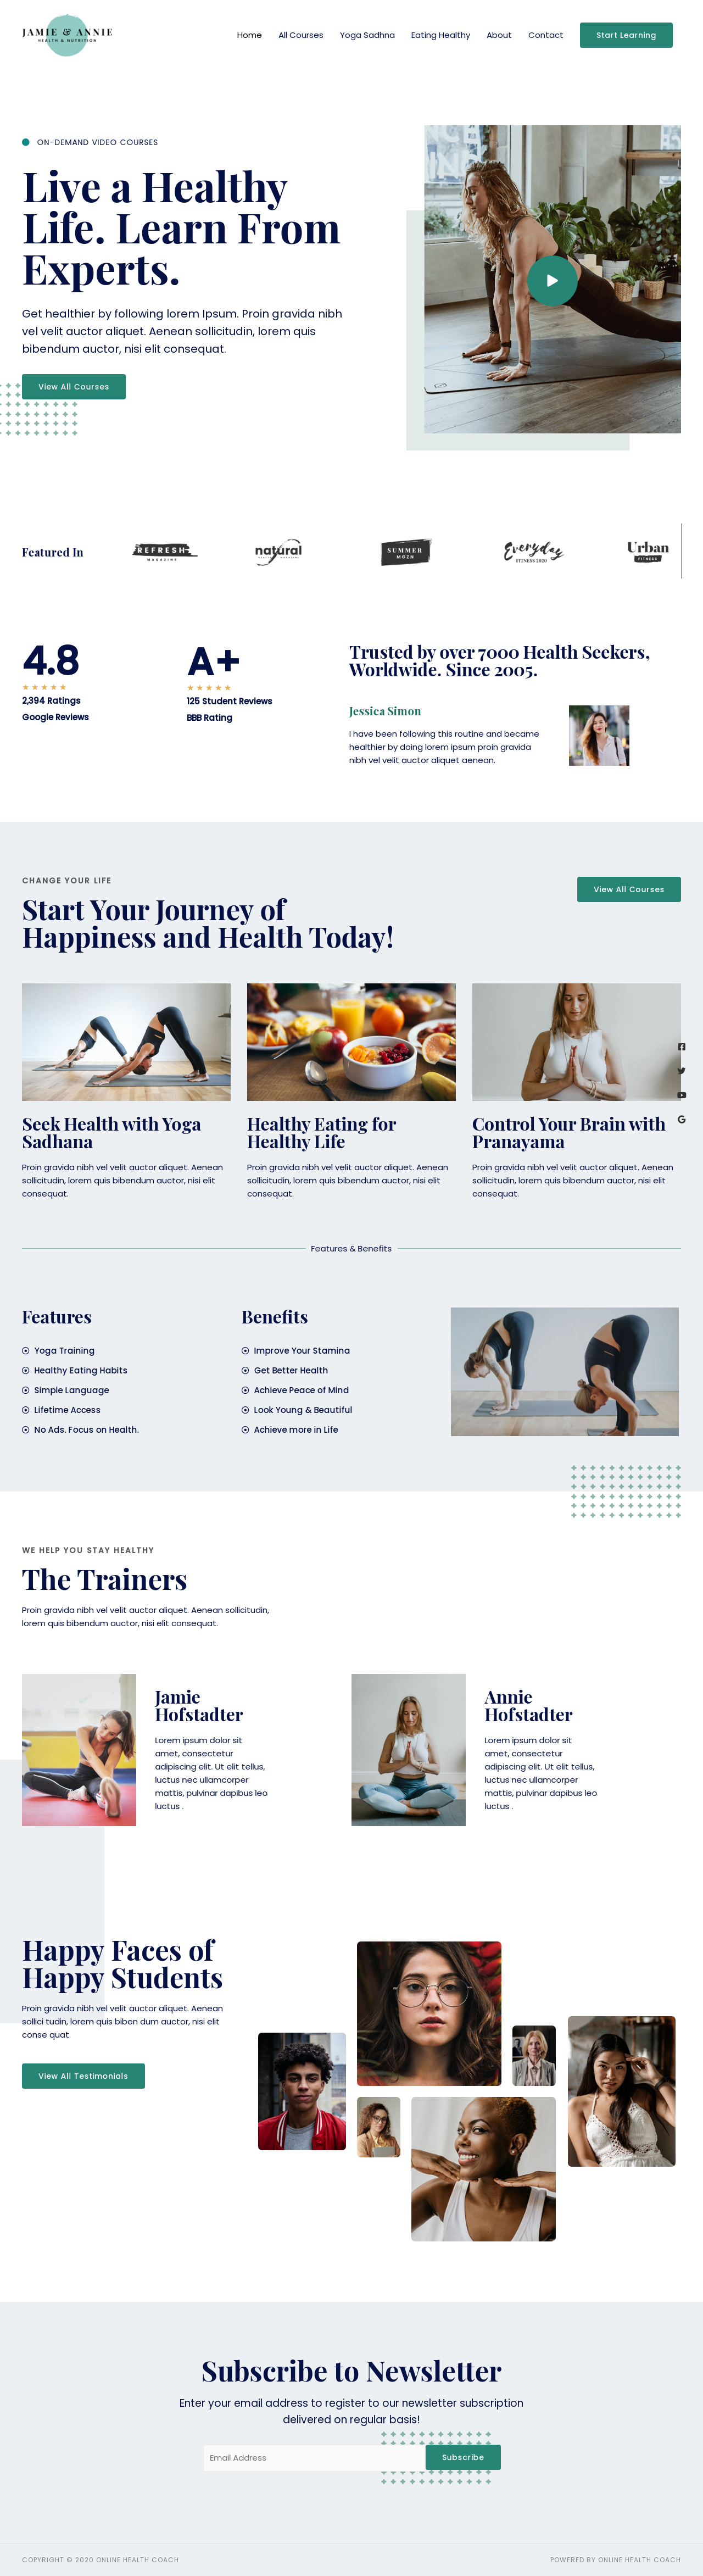 JAMIE & ANNIE
HEALTH & NUTRITION
Home
All Courses
Yoga Sadhna
Eating Healthy
About
Contact
Start Learning
ON-DEMAND VIDEO COURSES
Live a Healthy
Life. Learn From
Experts.
Get healthier by following lorem Ipsum. Proin gravida nibh
vel velit auctor aliquet. Aenean sollicitudin, lorem quis
bibendum auctor, nisi elit consequat.
View All Courses
Featured In
REFRESH
MAGAZINE
natural
HEALTH MAGAZINE
SUMMER
MOZN
Everyday
FITNESS 2020
Urban
FITNESS
4.8
2,394 Ratings
Google Reviews
A+
125 Student Reviews
BBB Rating
Trusted by over 7000 Health Seekers,
Worldwide. Since 2005.
Jessica Simon
I have been following this routine and became
healthier by doing lorem ipsum proin gravida
nibh vel velit auctor aliquet aenean.
CHANGE YOUR LIFE
Start Your Journey of
Happiness and Health Today!
View All Courses
Seek Health with Yoga
Sadhana
Proin gravida nibh vel velit auctor aliquet. Aenean
sollicitudin, lorem quis bibendum auctor, nisi elit
consequat.
Healthy Eating for
Healthy Life
Proin gravida nibh vel velit auctor aliquet. Aenean
sollicitudin, lorem quis bibendum auctor, nisi elit
consequat.
Control Your Brain with
Pranayama
Proin gravida nibh vel velit auctor aliquet. Aenean
sollicitudin, lorem quis bibendum auctor, nisi elit
consequat.
Features & Benefits
Features
Yoga Training
Healthy Eating Habits
Simple Language
Lifetime Access
No Ads. Focus on Health.
Benefits
Improve Your Stamina
Get Better Health
Achieve Peace of Mind
Look Young & Beautiful
Achieve more in Life
WE HELP YOU STAY HEALTHY
The Trainers
Proin gravida nibh vel velit auctor aliquet. Aenean sollicitudin,
lorem quis bibendum auctor, nisi elit consequat.
Jamie
Hofstadter
Lorem ipsum dolor sit
amet, consectetur
adipiscing elit. Ut elit tellus,
luctus nec ullamcorper
mattis, pulvinar dapibus leo
luctus .
Annie
Hofstadter
Lorem ipsum dolor sit
amet, consectetur
adipiscing elit. Ut elit tellus,
luctus nec ullamcorper
mattis, pulvinar dapibus leo
luctus .
Happy Faces of
Happy Students
Proin gravida nibh vel velit auctor aliquet. Aenean
sollici tudin, lorem quis biben dum auctor, nisi elit
conse quat.
View All Testimonials
Subscribe to Newsletter
Enter your email address to register to our newsletter subscription
delivered on regular basis!
Email Address
Subscribe
COPYRIGHT © 2020 ONLINE HEALTH COACH
POWERED BY ONLINE HEALTH COACH